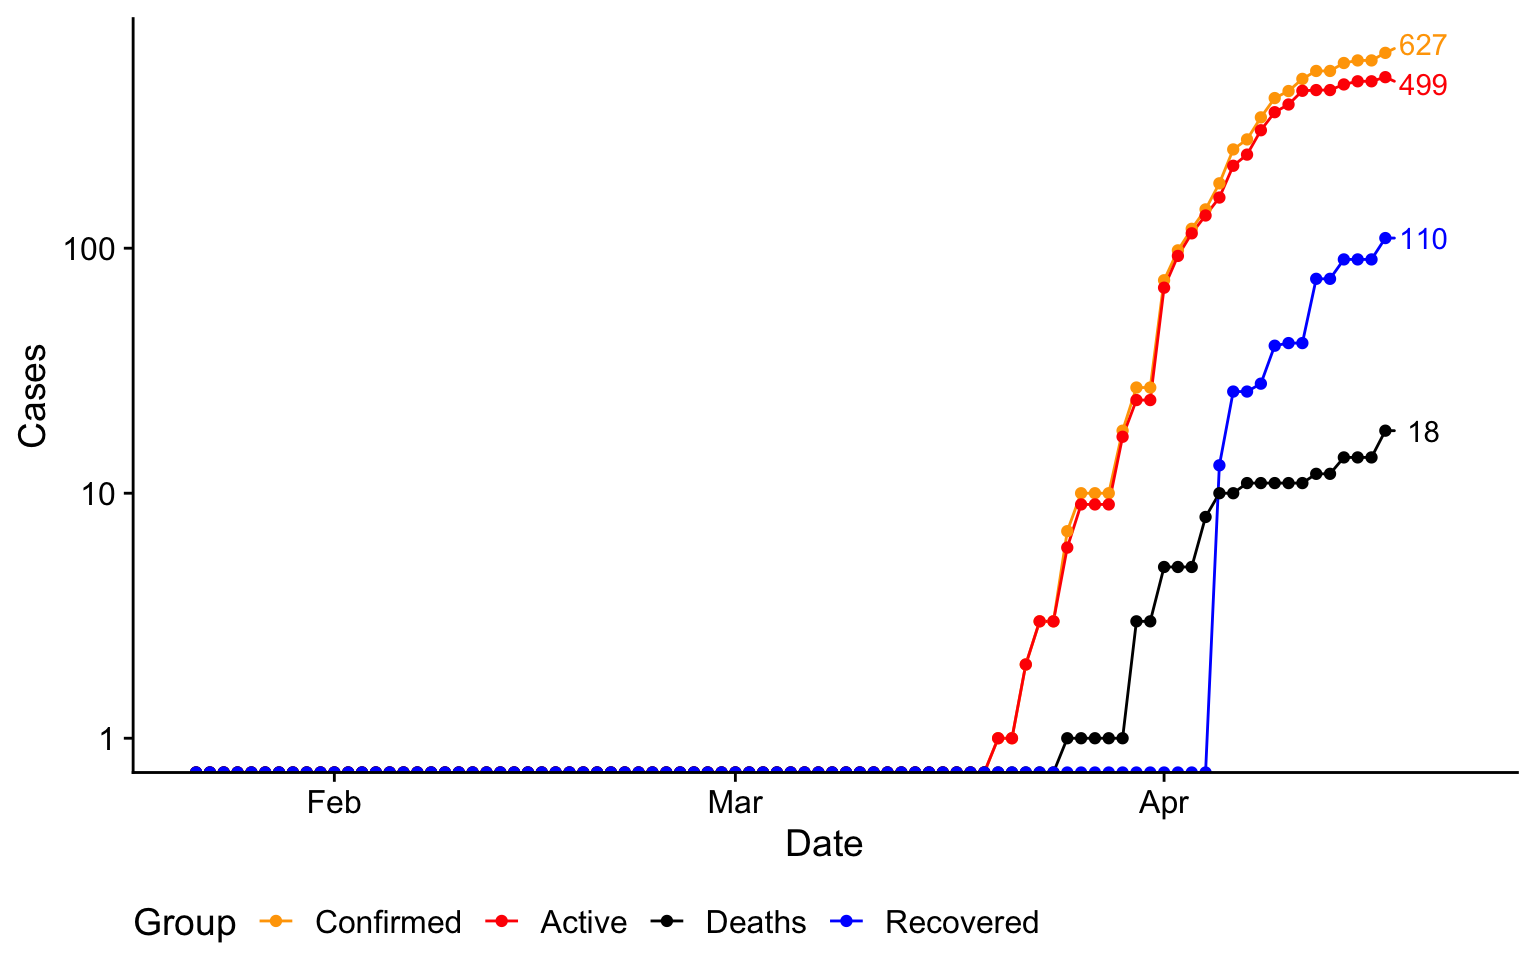 627
499
110
18
100
10
1
Cases
Feb Mar Apr
Date
Group Confirmed Active Deaths Recovered